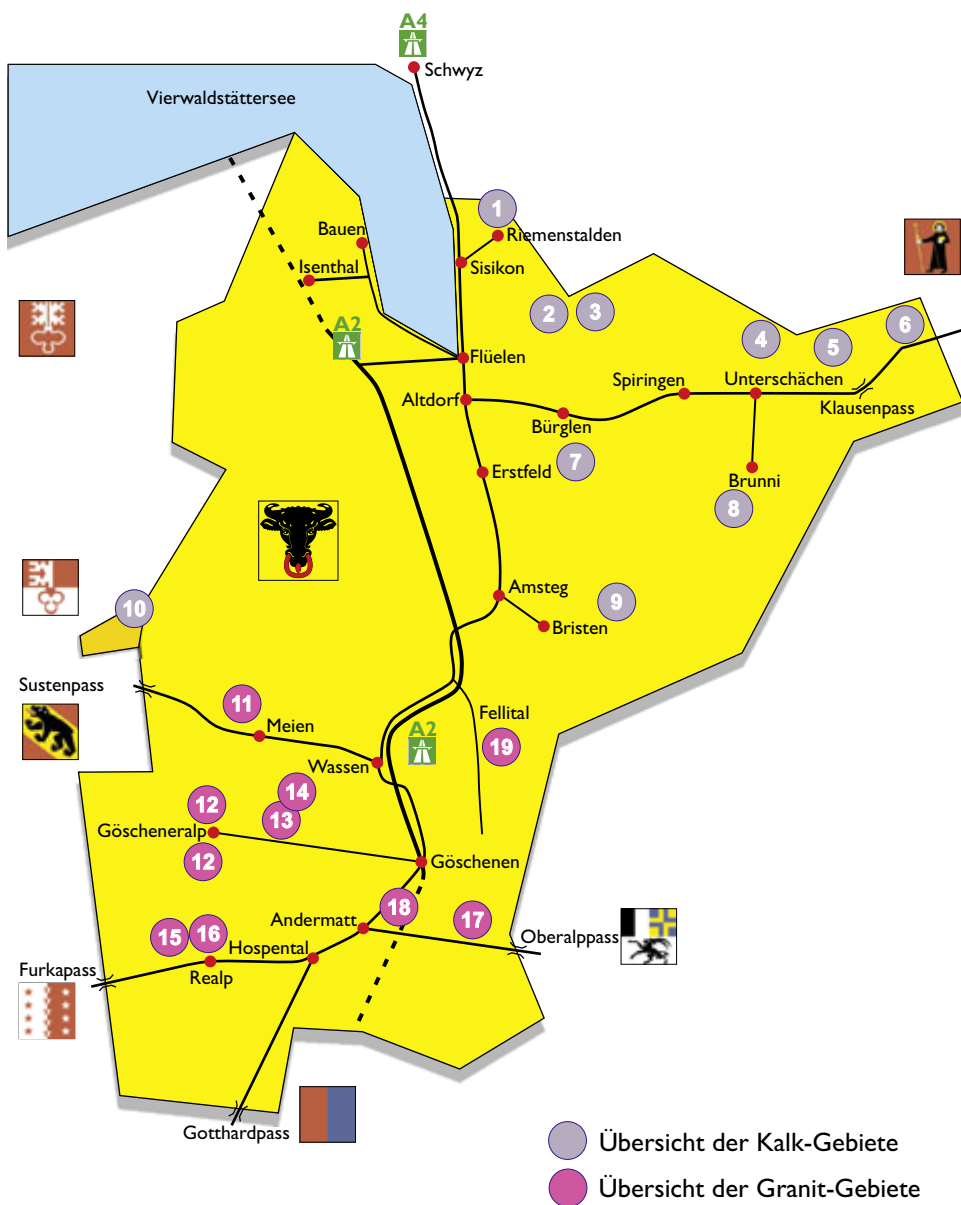 A4
Schwyz
Vierwaldstättersee
1
Riemenstalden
Bauen
Isenthal
Sisikon
2
3
A2
4
5
6
Flüelen
Spiringen
Unterschächen
Klausenpass
Altdorf
Bürglen
7
Erstfeld
Brunni
8
Amsteg
9
Bristen
10
Sustenpass
11
Meien
Fellital
A2
19
Wassen
14
12
13
Göscheneralp
12
Göschenen
18
17
Andermatt
15
16
Hospental
Oberalppass
Furkapass
Realp
Gotthardpass
Übersicht der Kalk-Gebiete
Übersicht der Granit-Gebiete